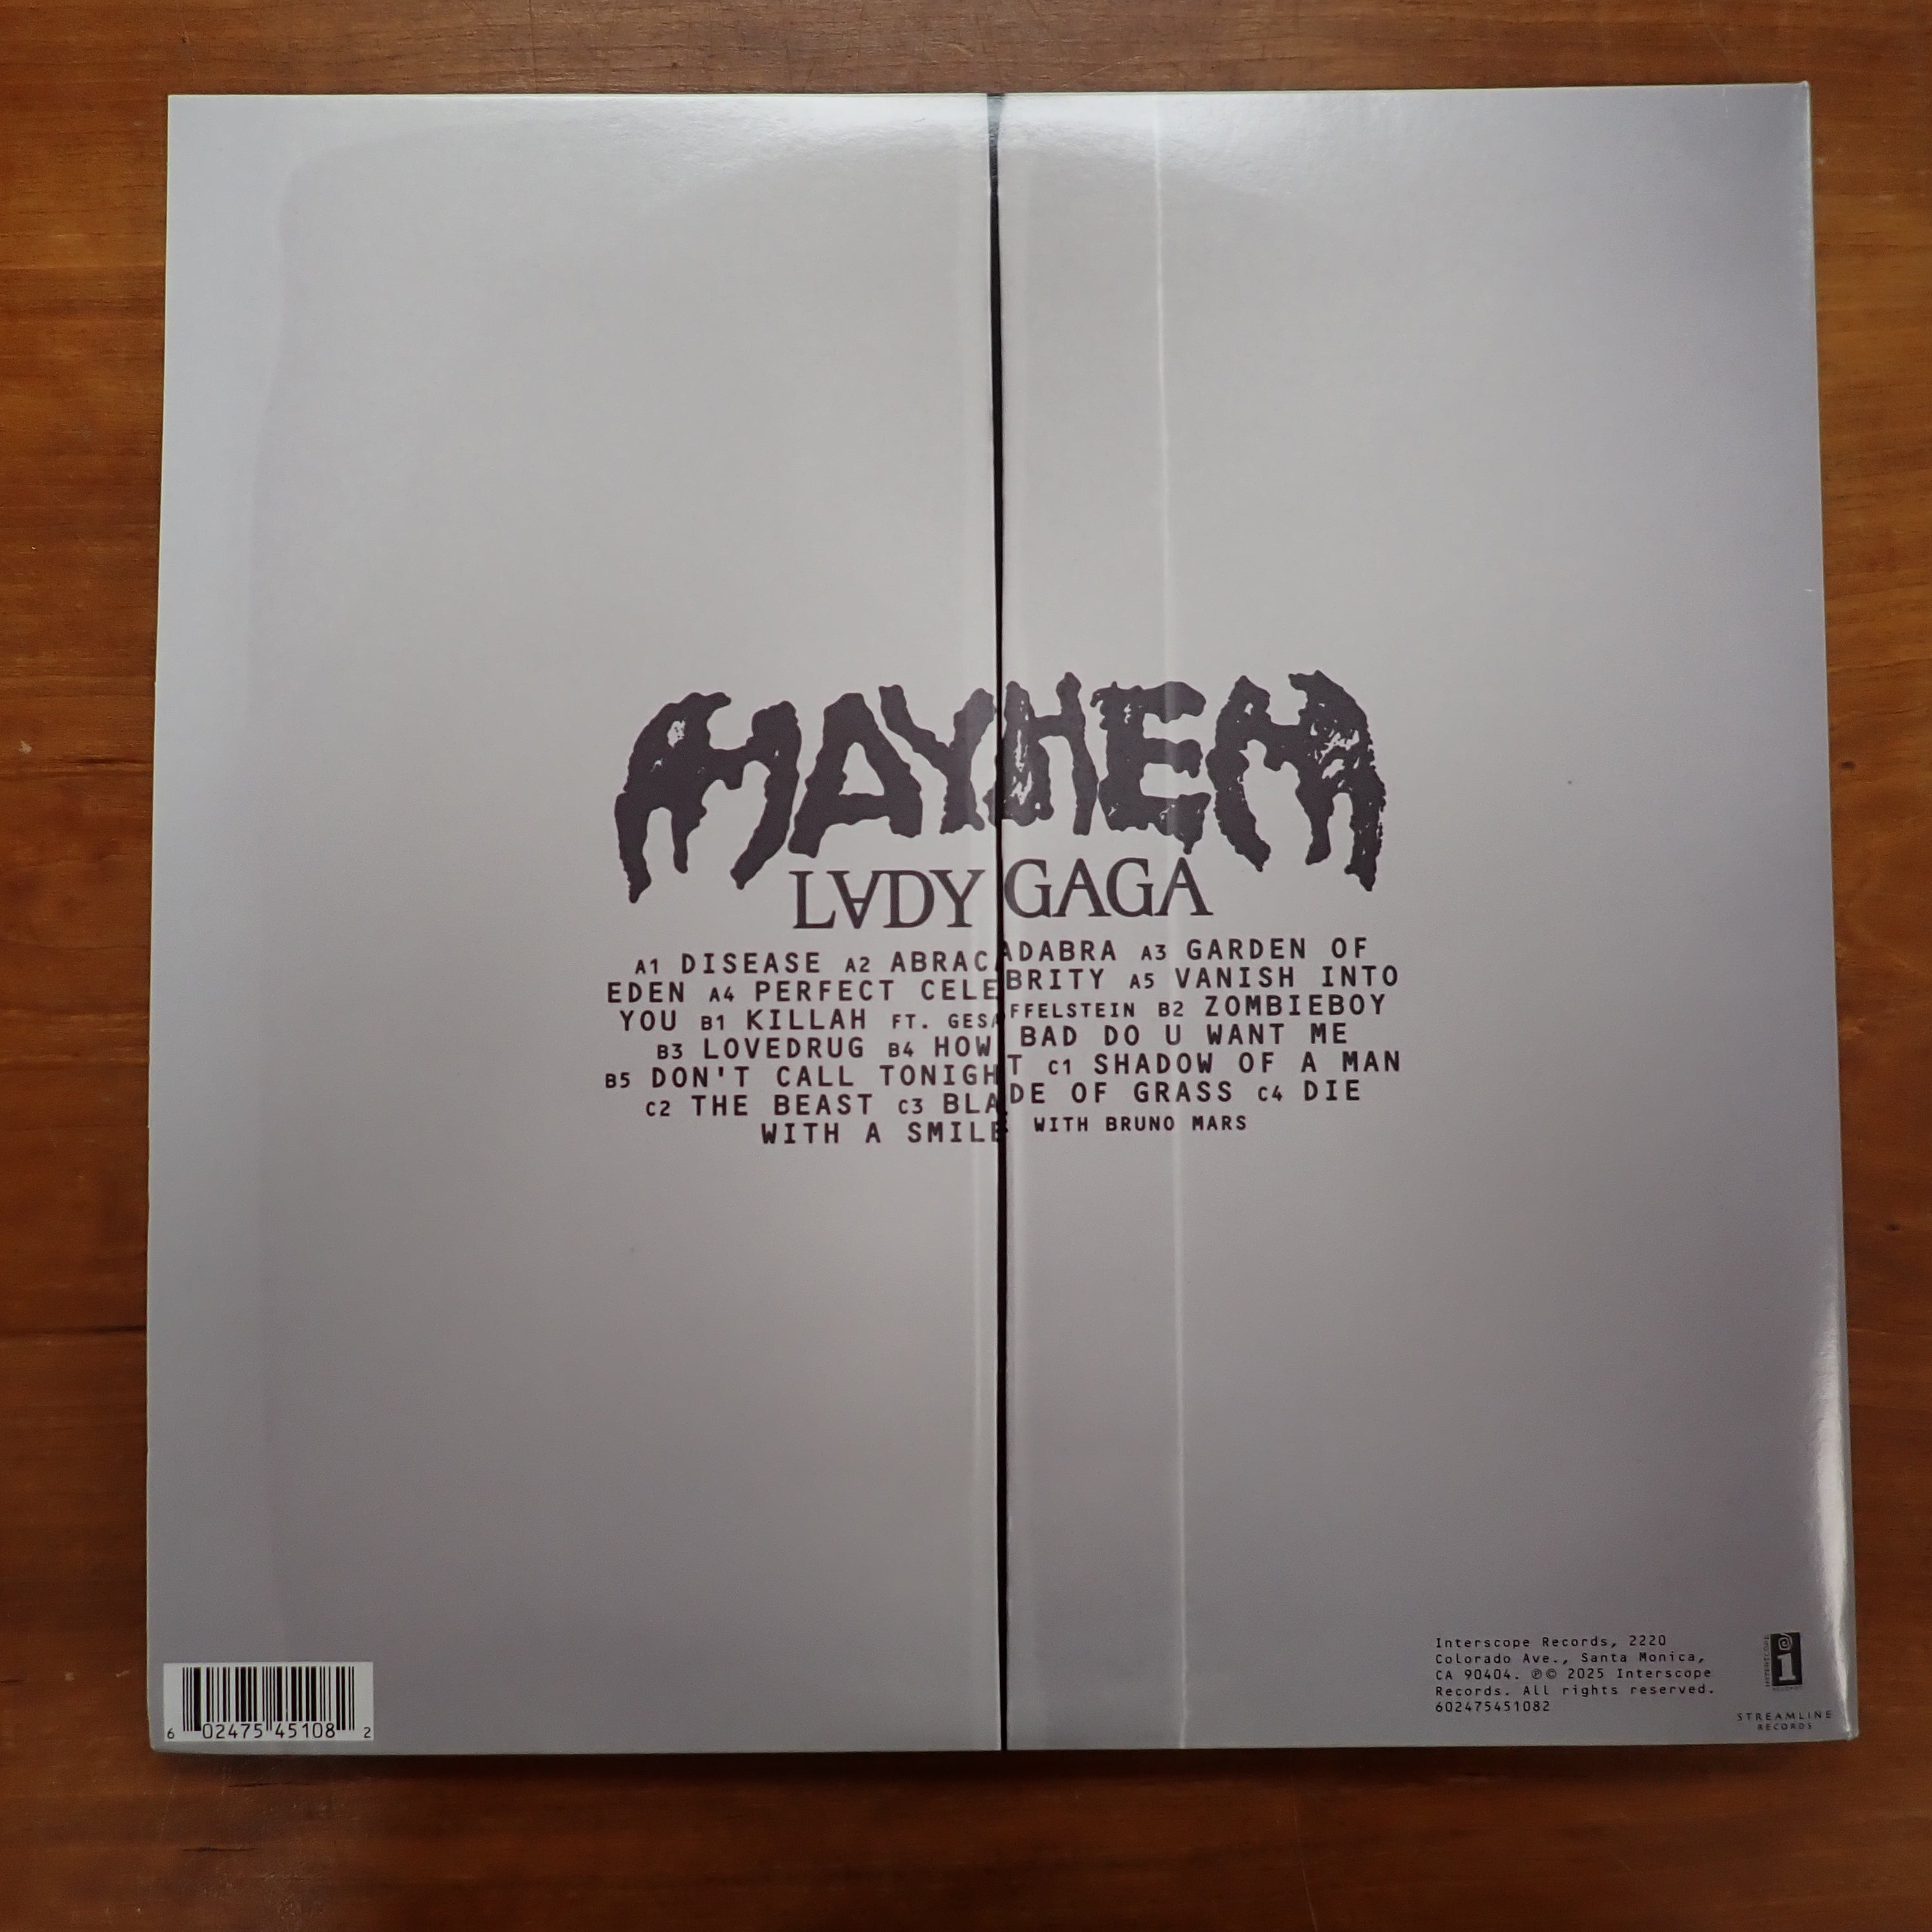 MAYHEM
LADY GAGA
A1 DISEASE A2 ABRACADABRA A3 GARDEN OF
EDEN A4 PERFECT CELEBRITY A5 VANISH INTO
YOU B1 KILLAH FT. GESAFFELSTEIN B2 ZOMBIEBOY
B3 LOVEDRUG B4 HOW BAD DO U WANT ME
B5 DON'T CALL TONIGHT C1 SHADOW OF A MAN
C2 THE BEAST C3 BLADE OF GRASS C4 DIE
WITH A SMILE WITH BRUNO MARS
6 02475 45108 2
Interscope Records, 2220
Colorado Ave., Santa Monica,
CA 90404. ℗© 2025 Interscope
Records. All rights reserved.
602475451082
INTERSCOPE
i
RECORDS
STREAMLINE
RECORDS